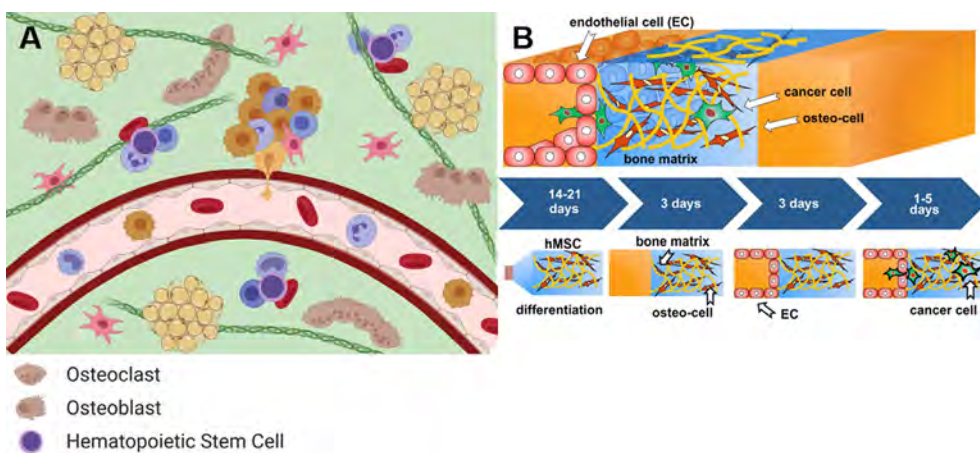 A
Osteoclast
Osteoblast
Hematopoietic Stem Cell
B
endothelial cell (EC)
cancer cell
osteo-cell
bone matrix
14-21
days
3 days
3 days
1-5
days
hMSC
bone matrix
differentiation
osteo-cell
EC
cancer cell